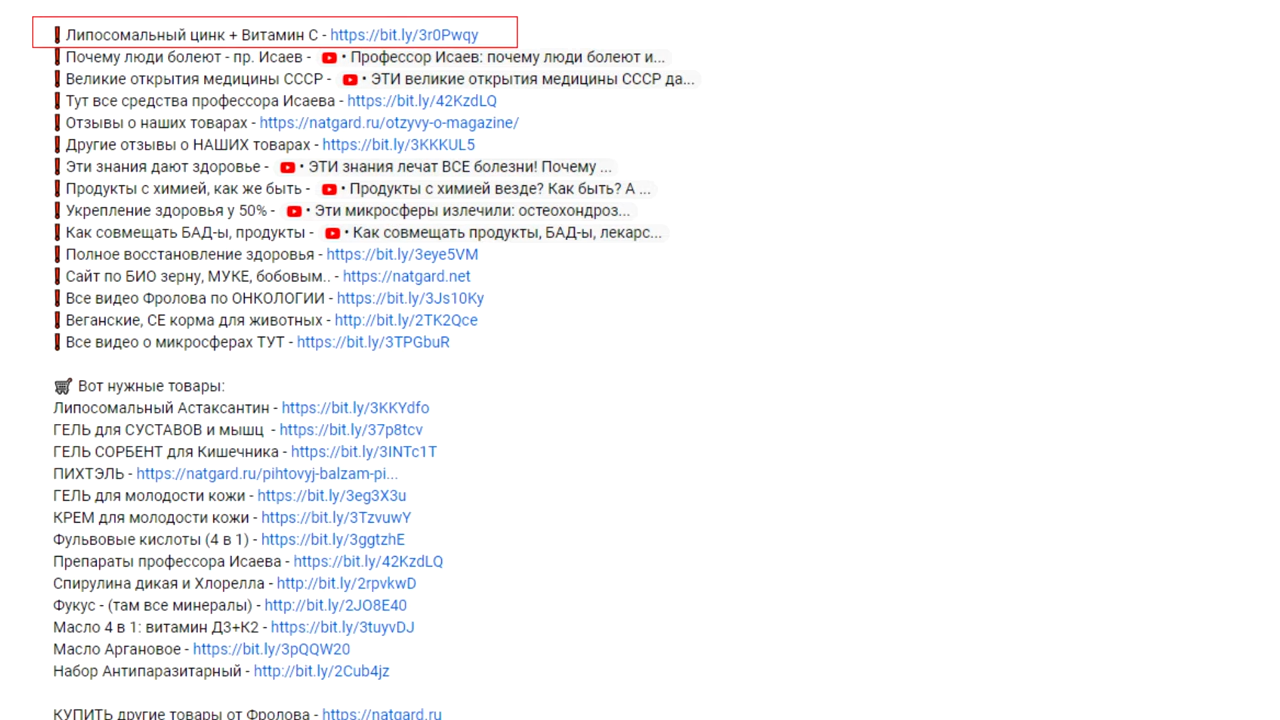 ❗Липосомальный цинк + Витамин С - https://bit.ly/3r0Pwqy
❗Почему люди болеют - пр. Исаев - • Профессор Исаев: почему люди болеют и...
❗Великие открытия медицины СССР - • ЭТИ великие открытия медицины СССР да...
❗Тут все средства профессора Исаева - https://bit.ly/42KzdLQ
❗Отзывы о наших товарах - https://natgard.ru/otzyvy-o-magazine/
❗Другие отзывы о НАШИХ товарах - https://bit.ly/3KKKUL5
❗Эти знания дают здоровье - • ЭТИ знания лечат ВСЕ болезни! Почему ...
❗Продукты с химией, как же быть - • Продукты с химией везде? Как быть? А ...
❗Укрепление здоровья у 50% - • Эти микросферы излечили: остеохондроз...
❗Как совмещать БАД-ы, продукты - • Как совмещать продукты, БАД-ы, лекарс...
❗Полное восстановление здоровья - https://bit.ly/3eye5VM
❗Сайт по БИО зерну, МУКЕ, бобовым.. - https://natgard.net
❗Все видео Фролова по ОНКОЛОГИИ - https://bit.ly/3Js10Ky
❗Веганские, СЕ корма для животных - http://bit.ly/2TK2Qce
❗Все видео о микросферах ТУТ - https://bit.ly/3TPGbuR
🛒 Вот нужные товары:
Липосомальный Астаксантин - https://bit.ly/3KKYdfo
ГЕЛЬ для СУСТАВОВ и мышц - https://bit.ly/37p8tcv
ГЕЛЬ СОРБЕНТ для Кишечника - https://bit.ly/3INTc1T
ПИХТЭЛЬ - https://natgard.ru/pihtovyj-balzam-pi...
ГЕЛЬ для молодости кожи - https://bit.ly/3eg3X3u
КРЕМ для молодости кожи - https://bit.ly/3TzvuwY
Фульвовые кислоты (4 в 1) - https://bit.ly/3ggtzhE
Препараты профессора Исаева - https://bit.ly/42KzdLQ
Спирулина дикая и Хлорелла - http://bit.ly/2rpvkwD
Фукус - (там все минералы) - http://bit.ly/2JO8E40
Масло 4 в 1: витамин Д3+К2 - https://bit.ly/3tuyvDJ
Масло Аргановое - https://bit.ly/3pQQW20
Набор Антипаразитарный - http://bit.ly/2Cub4jz
КУПИТЬ другие товары от Фролова - https://natgard.ru